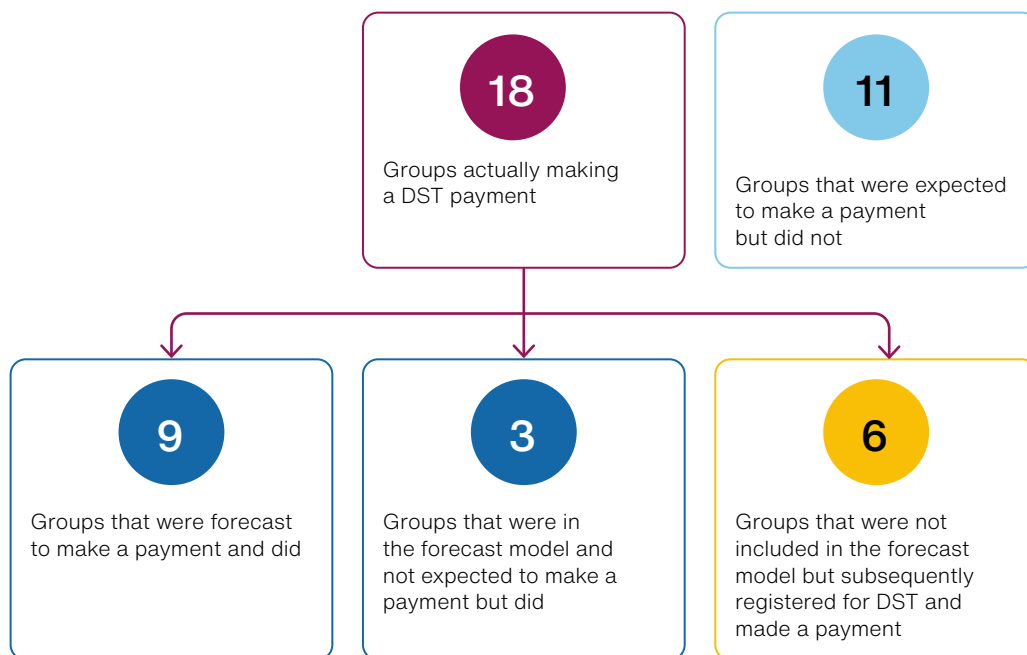 18
Groups actually making
a DST payment
11
Groups that were expected
to make a payment
but did not
9
Groups that were forecast
to make a payment and did
3
Groups that were in
the forecast model and
not expected to make a
payment but did
6
Groups that were not
included in the forecast
model but subsequently
registered for DST and
made a payment